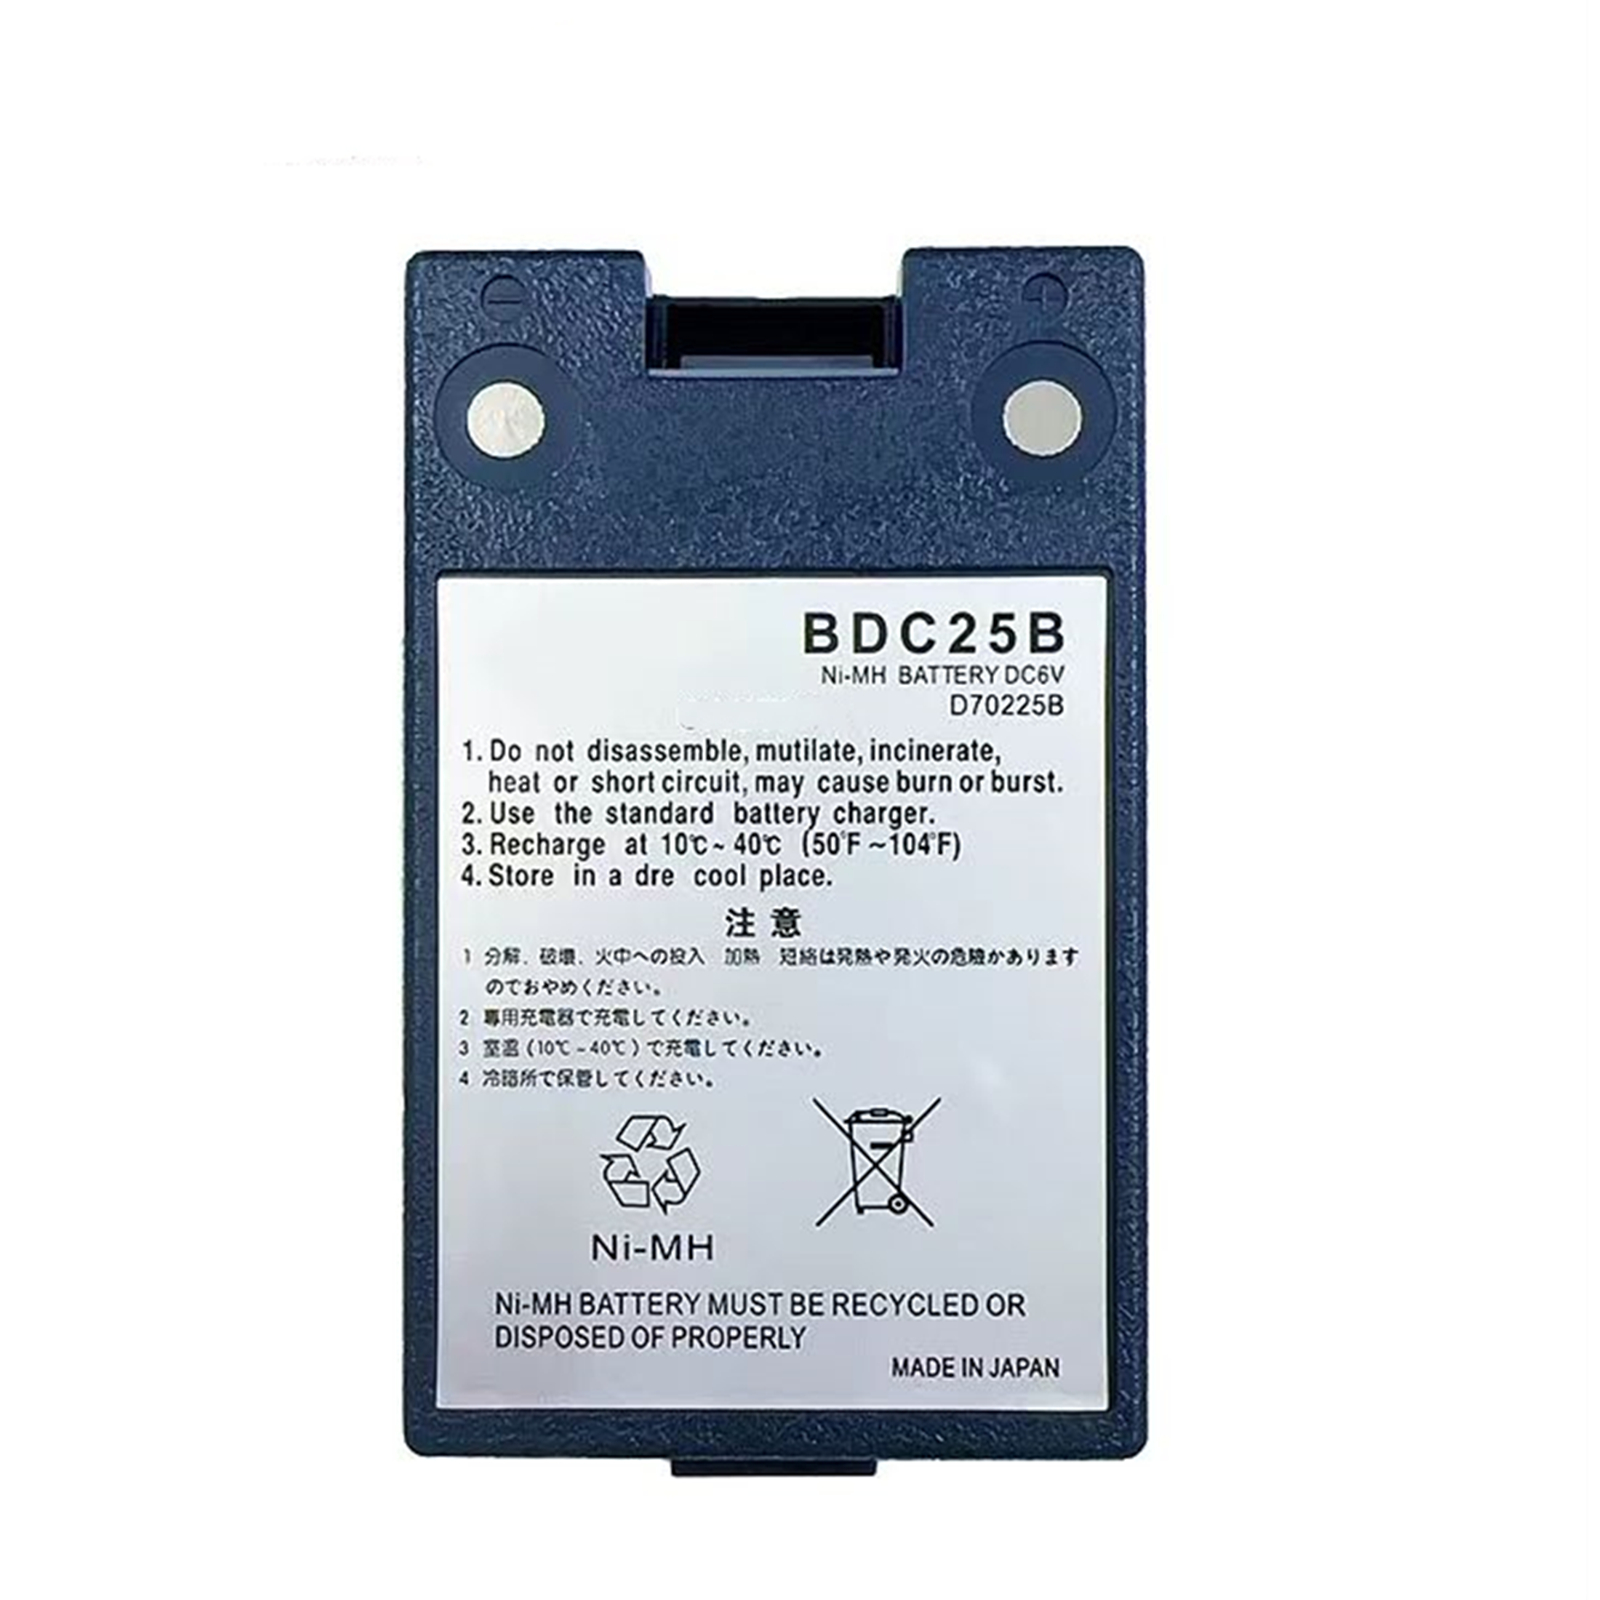 BDC25B
Ni-MH BATTERY DC6V
D70225B
1. Do not disassemble, mutilate, incinerate,
heat or short circuit, may cause burn or burst.
2. Use the standard battery charger.
3. Recharge at 10℃~ 40℃ (50°F ~104°F)
4. Store in a dre cool place.
注意
1 分解、破壊、火中への投入 加熱 短絡は発熱や発火の危険かあります
のでおやめください。
2 専用充電器で充電してください。
3 室温 (10℃ ~ 40℃) で充電してください。
4 冷暗所で保管してください。
Ni-MH
Ni-MH BATTERY MUST BE RECYCLED OR
DISPOSED OF PROPERLY
MADE IN JAPAN